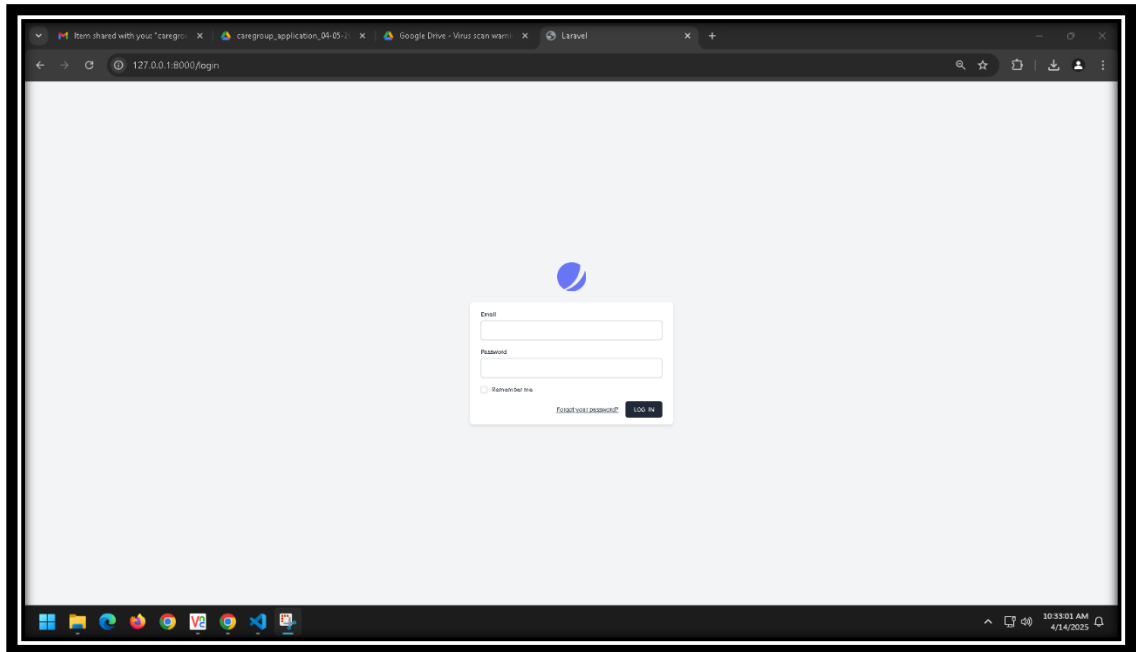 Item shared with you: "caregro
caregroup_application_04-05-2
Google Drive - Virus scan warni
Laravel
127.0.0.1:8000/login
Email
Password
Remember me
Forgot your password?
LOG IN
10:33:01 AM
4/14/2025